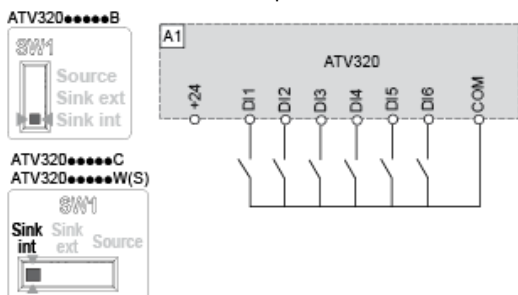 ATV320●●●●●B
SW1
Source
Sink ext
Sink int
A1
ATV320
+24
DI1
DI2
DI3
DI4
DI5
DI6
COM
ATV320●●●●●C
ATV320●●●●●W(S)
SW1
Sink int
Sink ext
Source